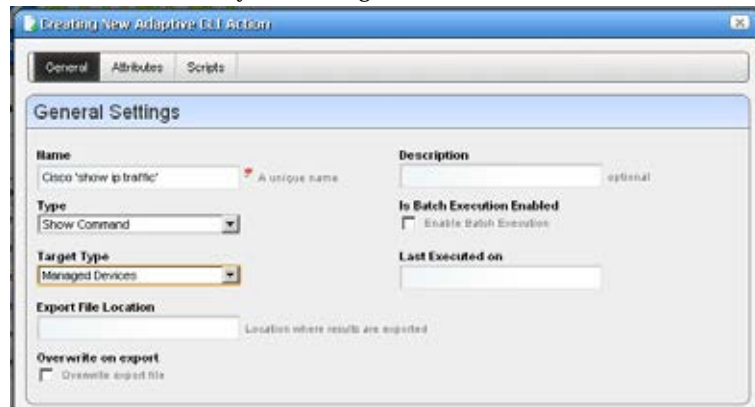 Creating New Adaptive CLI Action
General Attributes Scripts
General Settings
Name
Cisco 'show ip traffic'
A unique name
Description
optional
Type
Show Command
Is Batch Execution Enabled
Enable Batch Execution
Target Type
Managed Devices
Last Executed on
Export File Location
Location where results are exported
Overwrite on export
Overwrite export file